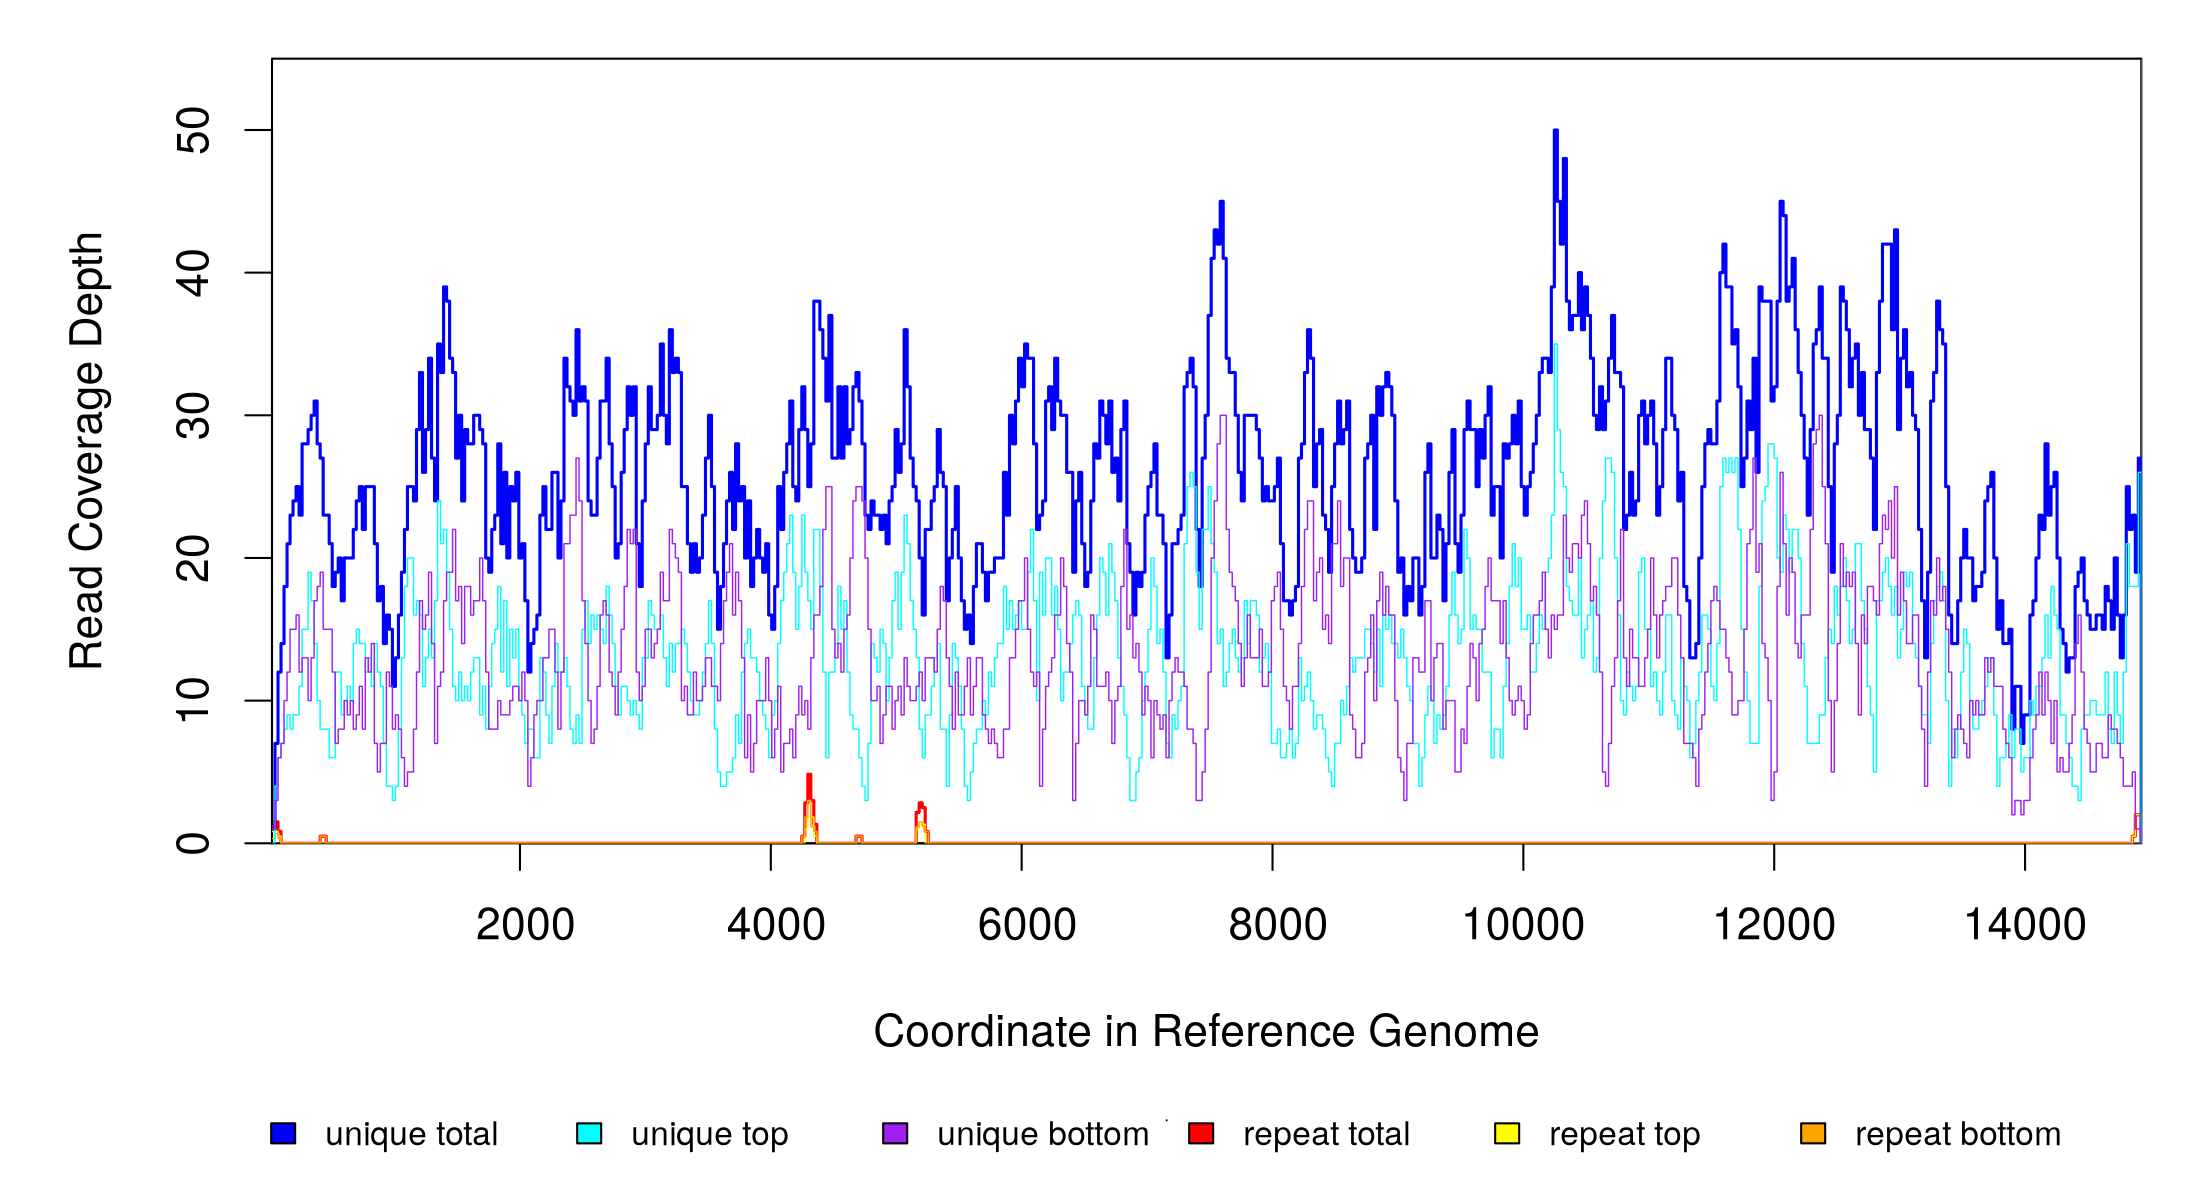 50
40
30
20
10
0
Read Coverage Depth
2000 4000 6000 8000 10000 12000 14000
Coordinate in Reference Genome
unique total unique top unique bottom repeat total repeat top repeat bottom